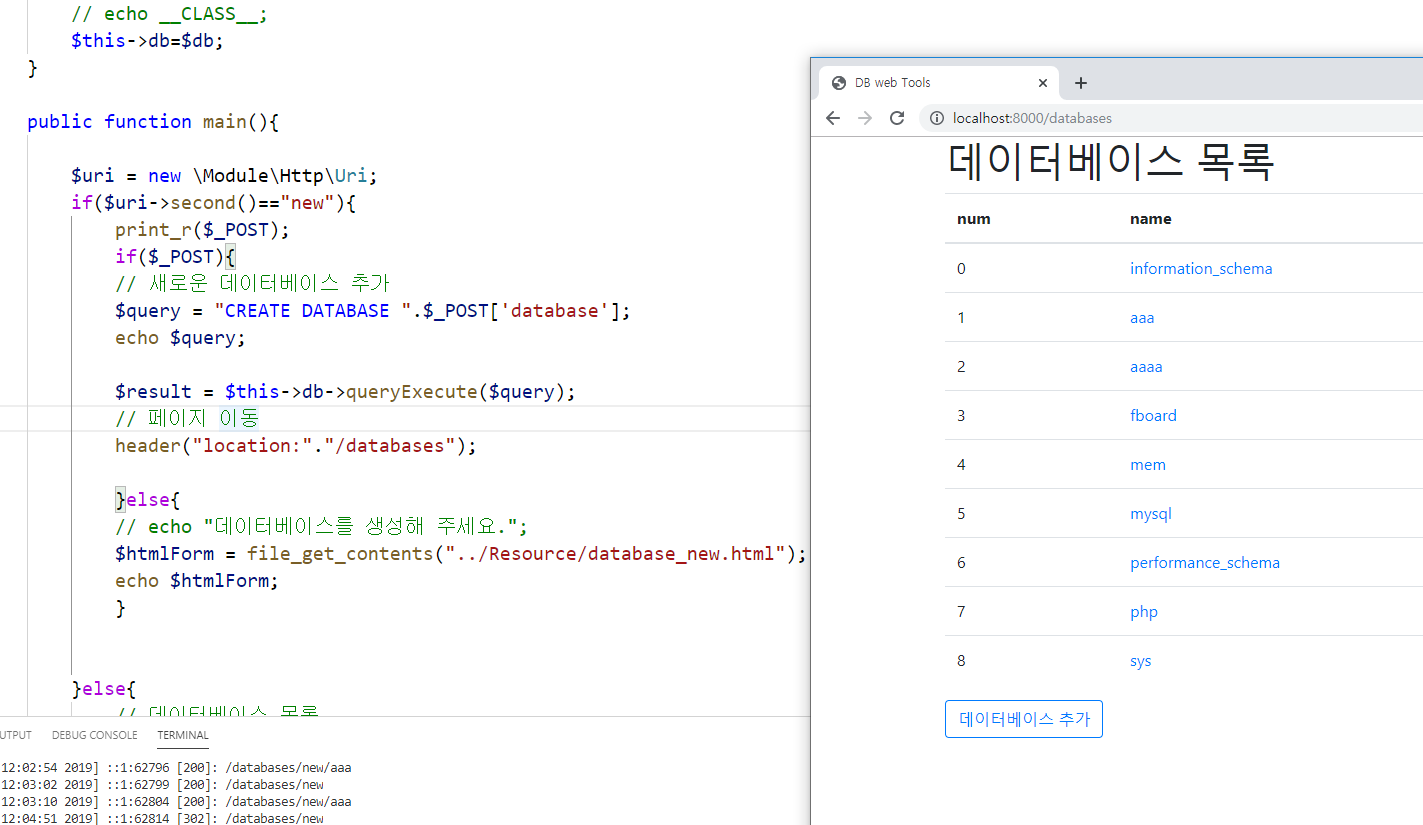 // echo __CLASS__;
$this->db=$db;
}
public function main(){
$uri = new \Module\Http\Uri;
if($uri->second()=="new"){
print_r($_POST);
if($_POST){
// 새로운 데이터베이스 추가
$query = "CREATE DATABASE ".$_POST['database'];
echo $query;
$result = $this->db->queryExecute($query);
// 페이지 이동
header("location:"."/databases");
}else{
// echo "데이터베이스를 생성해 주세요.";
$htmlForm = file_get_contents("../Resource/database_new.html");
echo $htmlForm;
}
}else{
// 데이터베이스 목록
UTPUT DEBUG CONSOLE TERMINAL
12:02:54 2019] ::1:62796 [200]: /databases/new/aaa
12:03:02 2019] ::1:62799 [200]: /databases/new
12:03:10 2019] ::1:62804 [200]: /databases/new/aaa
12:04:51 2019] ::1:62814 [302]: /databases/new
DB web Tools
localhost:8000/databases
데이터베이스 목록
num name
0 information_schema
1 aaa
2 aaaa
3 fboard
4 mem
5 mysql
6 performance_schema
7 php
8 sys
데이터베이스 추가